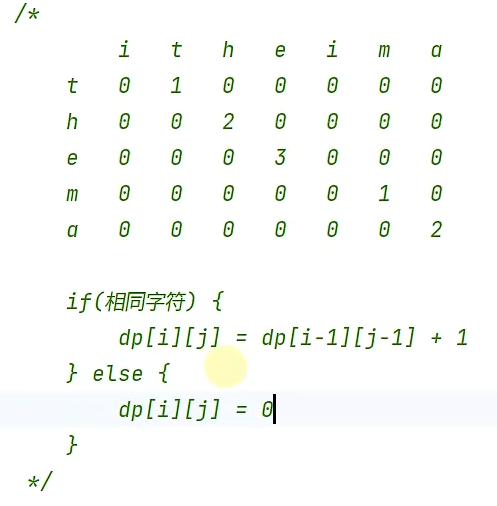 /*
i t h e i m a
t 0 1 0 0 0 0 0
h 0 0 2 0 0 0 0
e 0 0 0 3 0 0 0
m 0 0 0 0 0 1 0
a 0 0 0 0 0 0 2
if(相同字符) {
dp[i][j] = dp[i-1][j-1] + 1
} else {
dp[i][j] = 0
}
*/